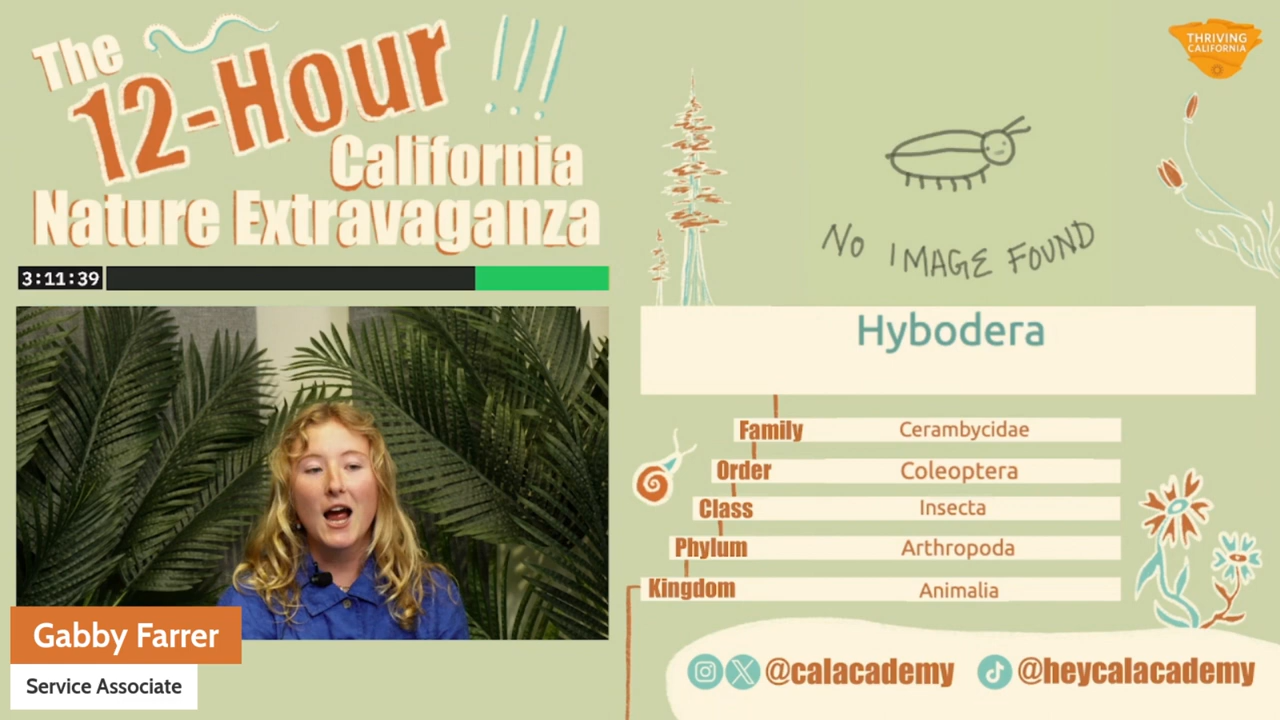 The
12-Hour
!!!
California
Nature Extravaganza
THRIVING
CALIFORNIA
3:11:39
NO IMAGE FOUND
Hybodera
Family Cerambycidae
Order Coleoptera
Class Insecta
Phylum Arthropoda
Kingdom Animalia
Gabby Farrer
Service Associate
@calacademy @heycalacademy